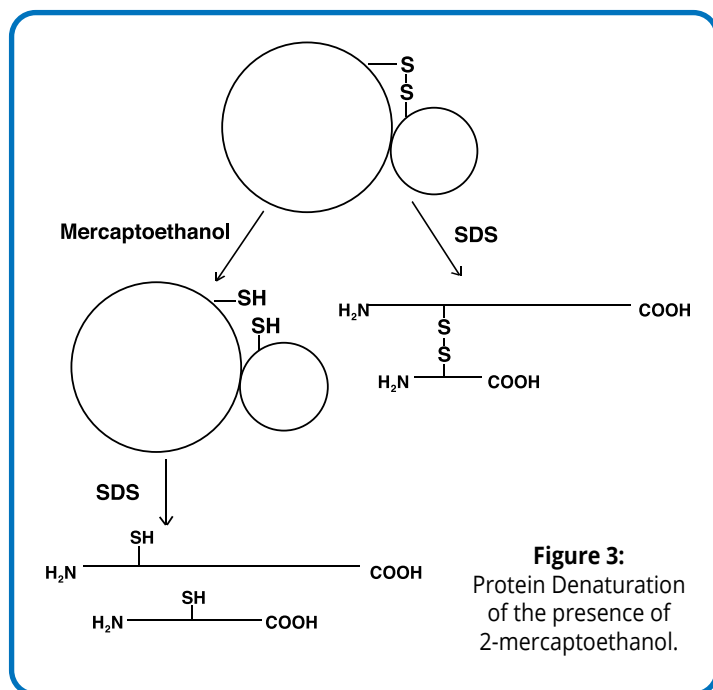 S
S
Mercaptoethanol
SDS
SH
SH
H₂N COOH
S
S
H₂N COOH
SDS
SH
H₂N COOH
SH
H₂N COOH
Figure 3:
Protein Denaturation
of the presence of
2-mercaptoethanol.